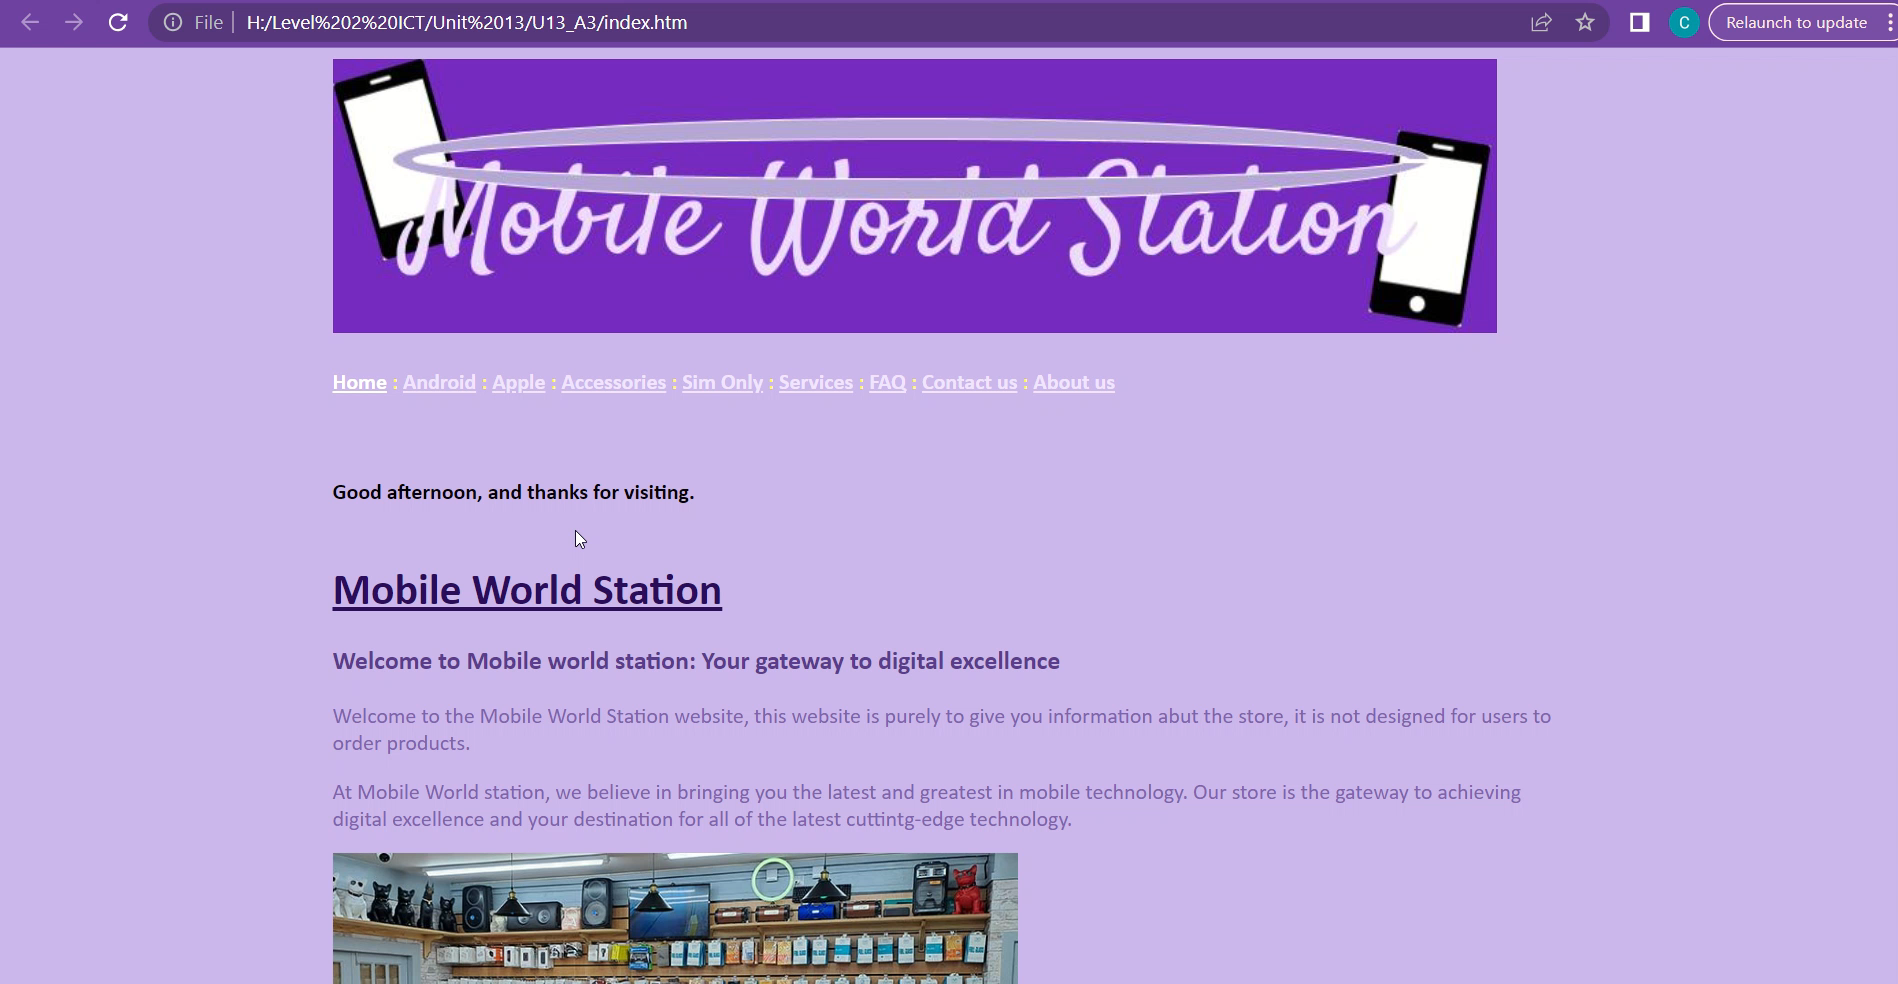 File
H:/Level%202%20ICT/Unit%2013/U13_A3/index.htm
C
Relaunch to update
Mobile World Station
Home : Android : Apple : Accessories : Sim Only : Services : FAQ : Contact us : About us
Good afternoon, and thanks for visiting.
Mobile World Station
Welcome to Mobile world station: Your gateway to digital excellence
Welcome to the Mobile World Station website, this website is purely to give you information abut the store, it is not designed for users to
order products.
At Mobile World station, we believe in bringing you the latest and greatest in mobile technology. Our store is the gateway to achieving
digital excellence and your destination for all of the latest cuttintg-edge technology.